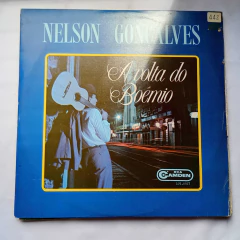 NELSON GONÇALVES
A volta do
Boêmio
RCA
CAMDEN